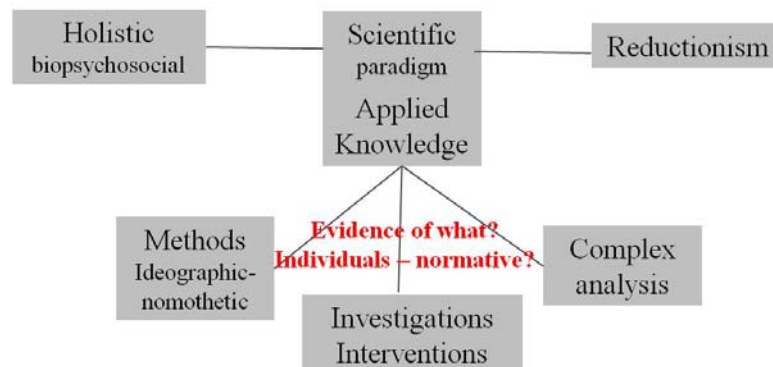 Holistic
biopsychosocial
Scientific
paradigm
Applied
Knowledge
Reductionism
Evidence of what?
Individuals – normative?
Methods
Ideographic-
nomothetic
Investigations
Interventions
Complex
analysis